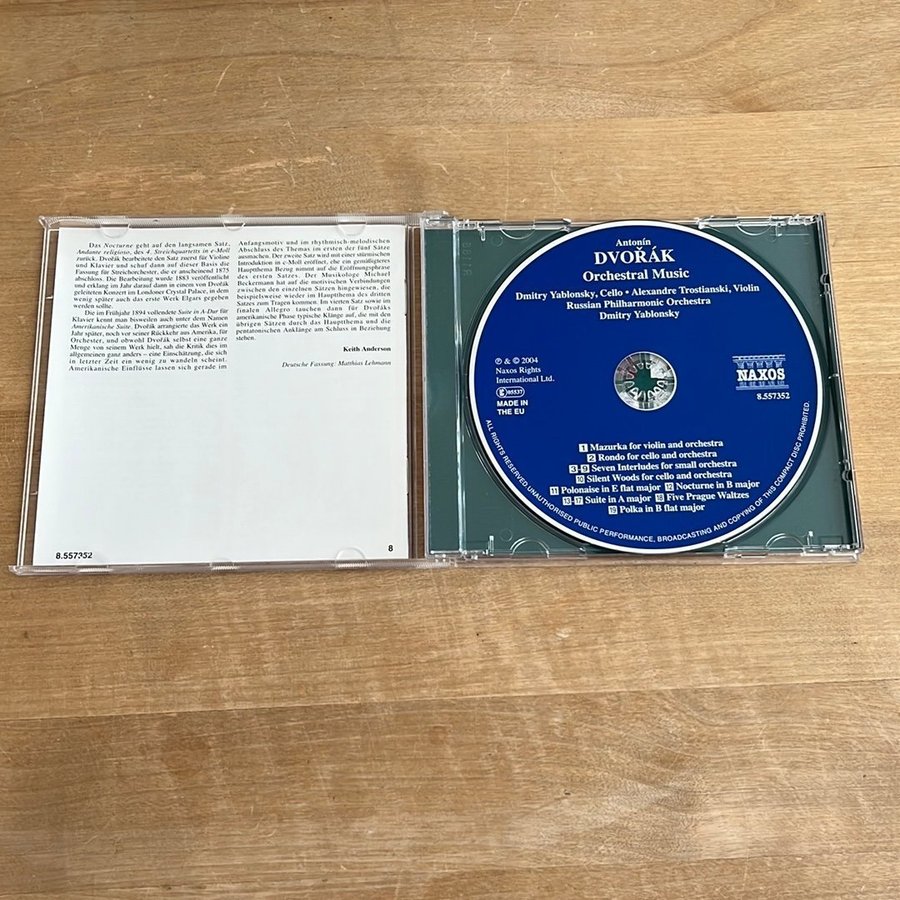 Das Nocturne geht auf den langsamen Satz,
Andante religioso, des 4. Streichquartetts in e-Moll
zurück. Dvořák bearbeitete den Satz zuerst für Violine
und Klavier und schuf dann auf dieser Basis die
Fassung für Streichorchester, die er anscheinend 1875
abschloss. Die Bearbeitung wurde 1883 veröffentlicht
und erklang im Jahr darauf dann in einem von Dvořák
geleiteten Konzert im Londoner Crystal Palace, in dem
wenig später auch das erste Werk Elgars gegeben
werden sollte.
Die im Frühjahr 1894 vollendete Suite in A-Dur für
Klavier kennt man bisweilen auch unter dem Namen
Amerikanische Suite. Dvořák arrangierte das Werk ein
Jahr später, noch vor seiner Rückkehr aus Amerika, für
Orchester, und obwohl Dvořák selbst eine ganze
Menge von seinem Werk hielt, sah die Kritik dies im
allgemeinen ganz anders – eine Einschätzung, die sich
in letzter Zeit ein wenig zu wandeln scheint.
Amerikanische Einflüsse lassen sich gerade im
Anfangsmotiv und im rhythmisch-melodischen
Abschluss des Themas im ersten der fünf Sätze
ausmachen. Der zweite Satz wird mit einer stürmischen
Introduktion in c-Moll eröffnet, ehe ein gemäßigteres
Hauptthema Bezug nimmt auf die Eröffnungsphrase
des ersten Satzes. Der Musikologe Michael
Beckermann hat auf die motivischen Verbindungen
zwischen den einzelnen Sätzen hingewiesen, die
beispielsweise wieder im Hauptthema des dritten
Satzes zum Tragen kommen. Im vierten Satz sowie im
finalen Allegro tauchen dann für Dvořáks
amerikanische Phase typische Klänge auf, die mit den
übrigen Sätzen durch das Hauptthema und die
pentatonischen Anklänge am Schluss in Beziehung
stehen.
Keith Anderson
Deutsche Fassung: Matthias Lehmann
8.557352
8
Antonín
DVOŘÁK
Orchestral Music
Dmitry Yablonsky, Cello • Alexandre Trostianski, Violin
Russian Philharmonic Orchestra
Dmitry Yablonsky
℗ & © 2004
Naxos Rights
International Ltd.
05537
MADE IN
THE EU
NAXOS
8.557352
1 Mazurka for violin and orchestra
2 Rondo for cello and orchestra
3-9 Seven Interludes for small orchestra
10 Silent Woods for cello and orchestra
11 Polonaise in E flat major 12 Nocturne in B major
13-17 Suite in A major 18 Five Prague Waltzes
19 Polka in B flat major
ALL RIGHTS RESERVED. UNAUTHORISED PUBLIC PERFORMANCE, BROADCASTING AND COPYING OF THIS COMPACT DISC PROHIBITED.